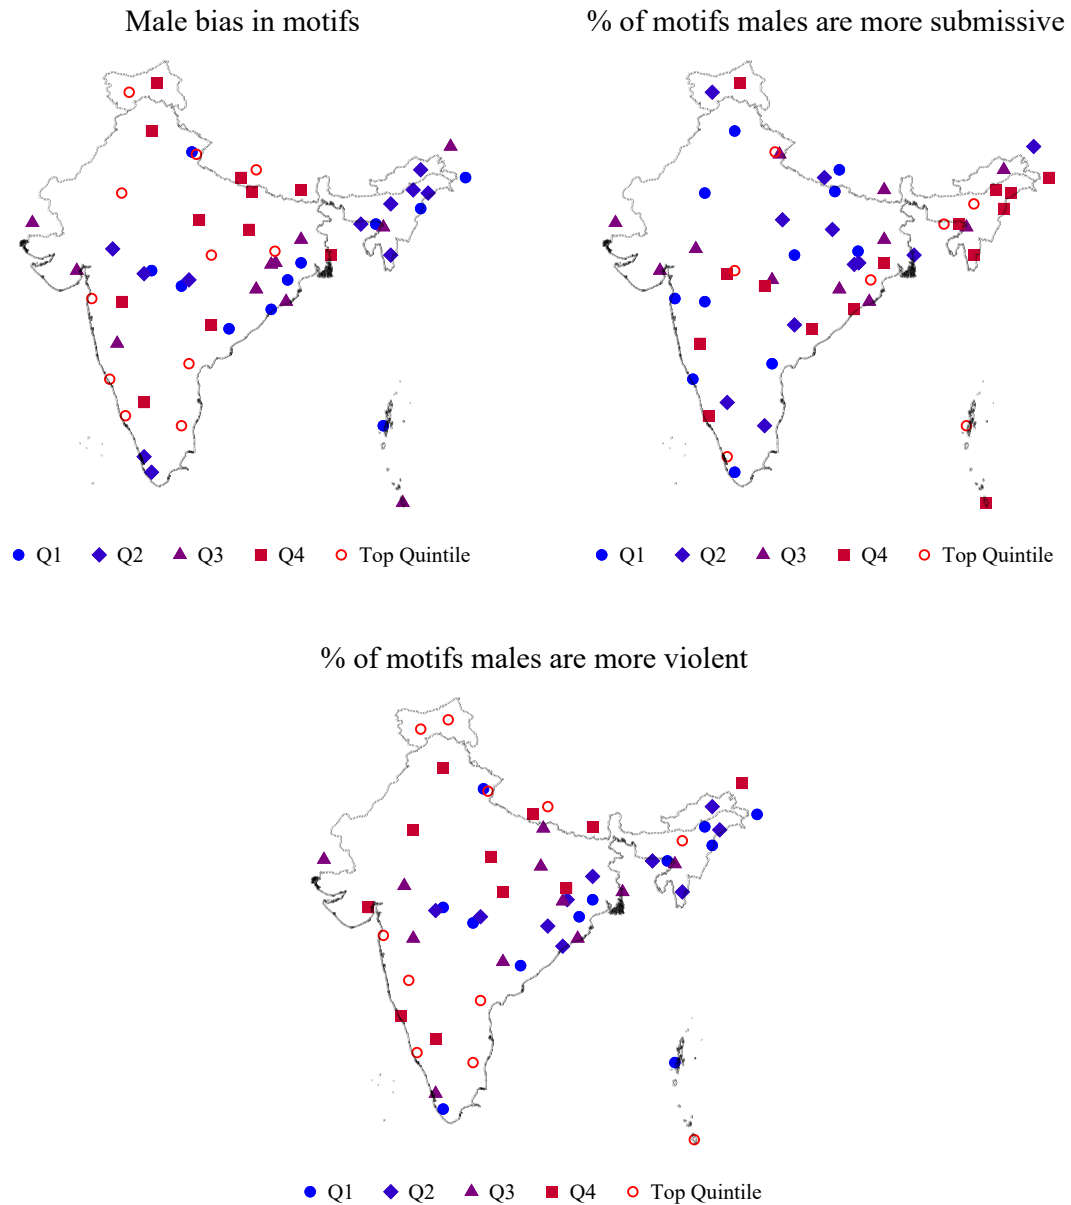 Male bias in motifs
% of motifs males are more submissive
Q1 Q2 Q3 Q4 Top Quintile
Q1 Q2 Q3 Q4 Top Quintile
% of motifs males are more violent
Q1 Q2 Q3 Q4 Top Quintile